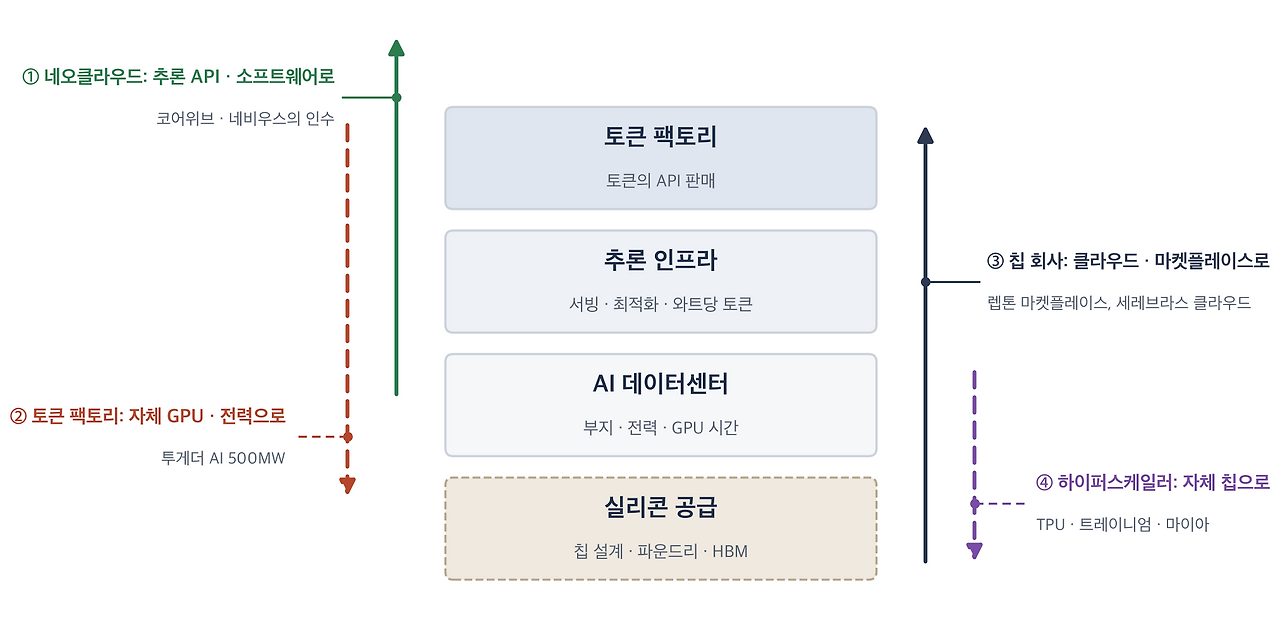 ① 네오클라우드: 추론 API · 소프트웨어로
코어위브 · 네비우스의 인수
토큰 팩토리
토큰의 API 판매
추론 인프라
서빙 · 최적화 · 와트당 토큰
③ 칩 회사: 클라우드 · 마켓플레이스로
렙톤 마켓플레이스, 세레브라스 클라우드
AI 데이터센터
부지 · 전력 · GPU 시간
② 토큰 팩토리: 자체 GPU · 전력으로
투게더 AI 500MW
④ 하이퍼스케일러: 자체 칩으로
TPU · 트레이니엄 · 마이아
실리콘 공급
칩 설계 · 파운드리 · HBM